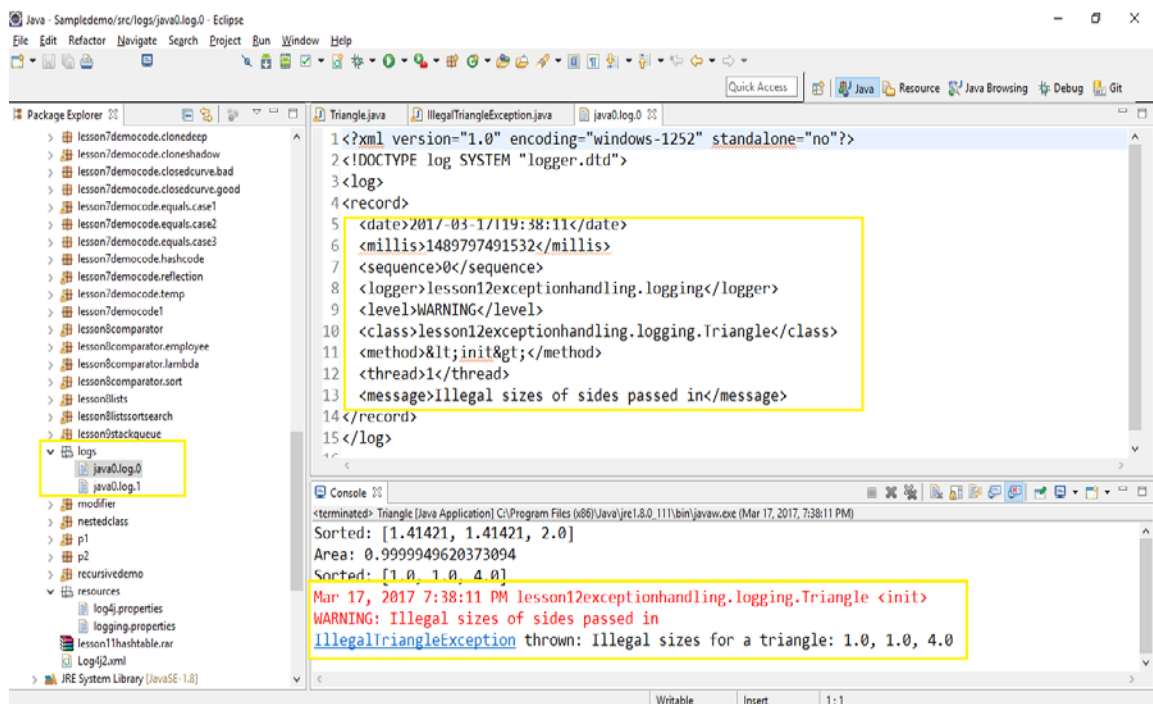 Java - Sampledemo/src/logs/java0.log.0 - Eclipse
File Edit Refactor Navigate Search Project Run Window Help
Quick Access Java Resource Java Browsing Debug Git
Package Explorer
lesson7democode.clonedeep
lesson7democode.cloneshadow
lesson7democode.closedcurve.bad
lesson7democode.closedcurve.good
lesson7democode.equals.case1
lesson7democode.equals.case2
lesson7democode.equals.case3
lesson7democode.hashcode
lesson7democode.reflection
lesson7democode.temp
lesson7democode1
lesson8comparator
lesson8comparator.employee
lesson8comparator.lambda
lesson8comparator.sort
lesson8lists
lesson8listssortsearch
lesson9stackqueue
logs
java0.log.0
java0.log.1
modifier
nestedclass
p1
p2
recursivedemo
resources
log4j.properties
logging.properties
lesson11hashtable.rar
Log4j2.xml
JRE System Library [JavaSE-1.8]
Triangle.java IllegalTriangleException.java java0.log.0
1 <?xml version="1.0" encoding="windows-1252" standalone="no"?>
2 <!DOCTYPE log SYSTEM "logger.dtd">
3 <log>
4 <record>
5 <date>2017-03-17T19:38:11</date>
6 <millis>1489797491532</millis>
7 <sequence>0</sequence>
8 <logger>lesson12exceptionhandling.logging</logger>
9 <level>WARNING</level>
10 <class>lesson12exceptionhandling.logging.Triangle</class>
11 <method>&lt;init&gt;</method>
12 <thread>1</thread>
13 <message>Illegal sizes of sides passed in</message>
14 </record>
15 </log>
16
Console
<terminated> Triangle [Java Application] C:\Program Files (x86)\Java\jre1.8.0_111\bin\javaw.exe (Mar 17, 2017, 7:38:11 PM)
Sorted: [1.41421, 1.41421, 2.0]
Area: 0.9999949620373094
Sorted: [1.0, 1.0, 4.0]
Mar 17, 2017 7:38:11 PM lesson12exceptionhandling.logging.Triangle <init>
WARNING: Illegal sizes of sides passed in
IllegalTriangleException thrown: Illegal sizes for a triangle: 1.0, 1.0, 4.0
Writable Insert 1 : 1